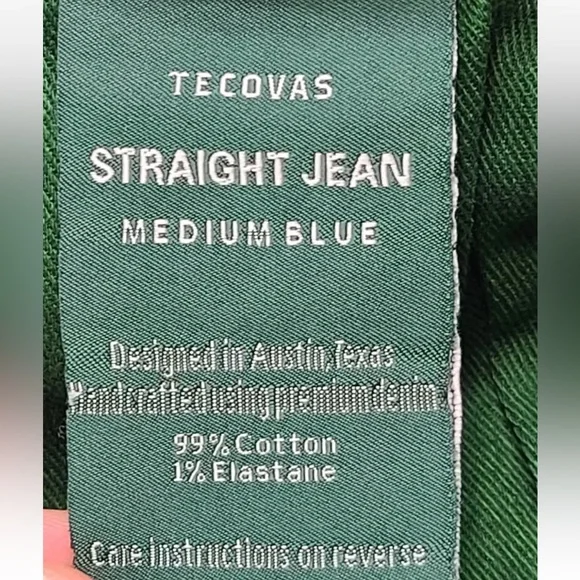 TECOVAS
STRAIGHT JEAN
MEDIUM BLUE
Designed in Austin, Texas
Handcrafted using premium denim
99% Cotton
1% Elastane
Care instructions on reverse